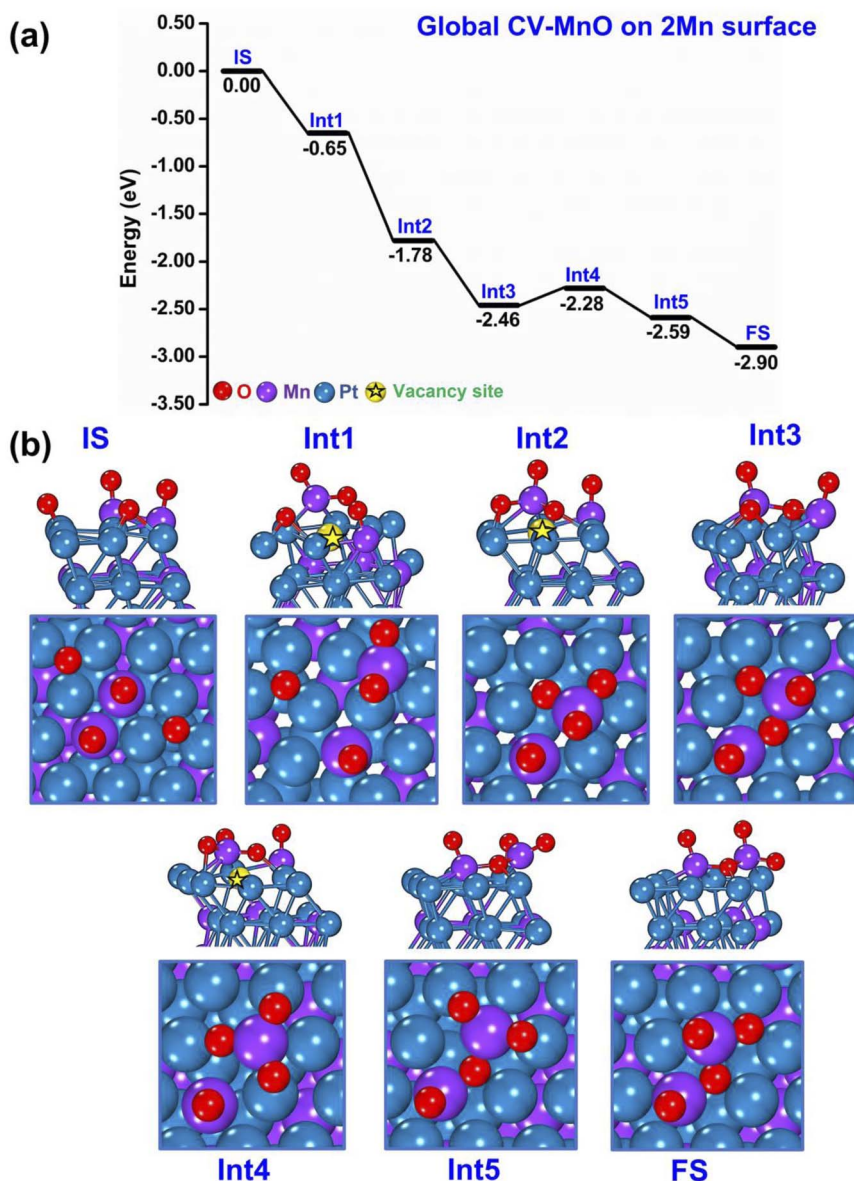 (a)
Global CV-MnO on 2Mn surface
Energy (eV)
0.50
0.00
-0.50
-1.00
-1.50
-2.00
-2.50
-3.00
-3.50
IS
0.00
Int1
-0.65
Int2
-1.78
Int3
-2.46
Int4
-2.28
Int5
-2.59
FS
-2.90
O Mn Pt Vacancy site
(b)
IS Int1 Int2 Int3
Int4 Int5 FS